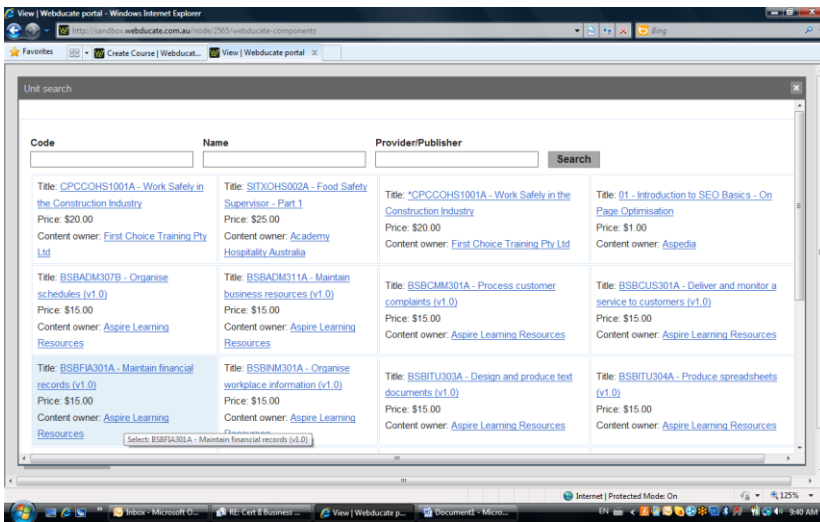 View | Webducate portal - Windows Internet Explorer
http://sandbox.webducate.com.au/node/2565/webducate-components
Bing
Favorites
Create Course | Webducat...
View | Webducate portal
Unit search
Code
Name
Provider/Publisher
Search
Title: CPCCOHS1001A - Work Safely in
the Construction Industry
Price: $20.00
Content owner: First Choice Training Pty
Ltd
Title: SITXOHS002A - Food Safety
Supervisor - Part 1
Price: $25.00
Content owner: Academy
Hospitality Australia
Title: *CPCCOHS1001A - Work Safely in the
Construction Industry
Price: $20.00
Content owner: First Choice Training Pty Ltd
Title: 01 - Introduction to SEO Basics - On
Page Optimisation
Price: $1.00
Content owner: Aspedia
Title: BSBADM307B - Organise
schedules (v1.0)
Price: $15.00
Content owner: Aspire Learning
Resources
Title: BSBADM311A - Maintain
business resources (v1.0)
Price: $15.00
Content owner: Aspire Learning
Resources
Title: BSBCMM301A - Process customer
complaints (v1.0)
Price: $15.00
Content owner: Aspire Learning Resources
Title: BSBCUS301A - Deliver and monitor a
service to customers (v1.0)
Price: $15.00
Content owner: Aspire Learning Resources
Title: BSBFIA301A - Maintain financial
records (v1.0)
Price: $15.00
Content owner: Aspire Learning
Resources
Title: BSBINM301A - Organise
workplace information (v1.0)
Price: $15.00
Content owner: Aspire Learning
Title: BSBITU303A - Design and produce text
documents (v1.0)
Price: $15.00
Content owner: Aspire Learning Resources
Title: BSBITU304A - Produce spreadsheets
(v1.0)
Price: $15.00
Content owner: Aspire Learning Resources
Select: BSBFIA301A - Maintain financial records (v1.0)
Internet | Protected Mode: On
125%
Inbox - Microsoft O...
RE: Cert II Business ...
View | Webducate p...
Document1 - Micro...
EN
9:40 AM